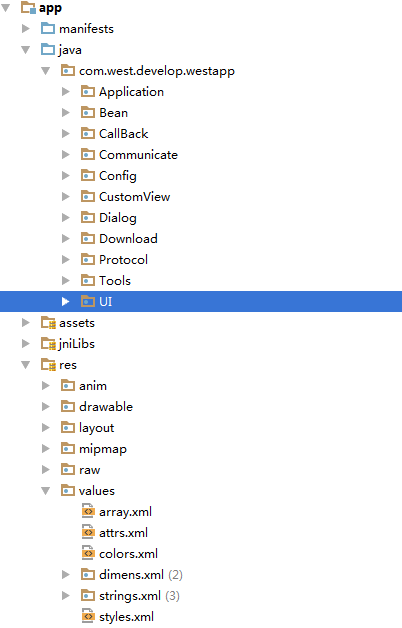 app
manifests
java
com.west.develop.westapp
Application
Bean
CallBack
Communicate
Config
CustomView
Dialog
Download
Protocol
Tools
UI
assets
jniLibs
res
anim
drawable
layout
mipmap
raw
values
array.xml
attrs.xml
colors.xml
dimens.xml (2)
strings.xml (3)
styles.xml